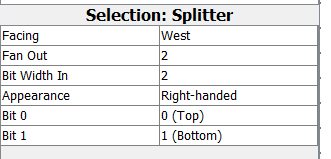 Selection: Splitter
Facing West
Fan Out 2
Bit Width In 2
Appearance Right-handed
Bit 0 0 (Top)
Bit 1 1 (Bottom)